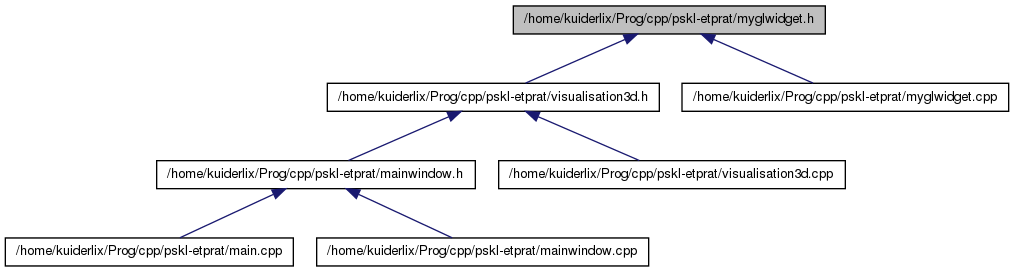 /home/kuiderlix/Prog/cpp/pskl-etprat/myglwidget.h
/home/kuiderlix/Prog/cpp/pskl-etprat/visualisation3d.h
/home/kuiderlix/Prog/cpp/pskl-etprat/myglwidget.cpp
/home/kuiderlix/Prog/cpp/pskl-etprat/mainwindow.h
/home/kuiderlix/Prog/cpp/pskl-etprat/visualisation3d.cpp
/home/kuiderlix/Prog/cpp/pskl-etprat/main.cpp
/home/kuiderlix/Prog/cpp/pskl-etprat/mainwindow.cpp